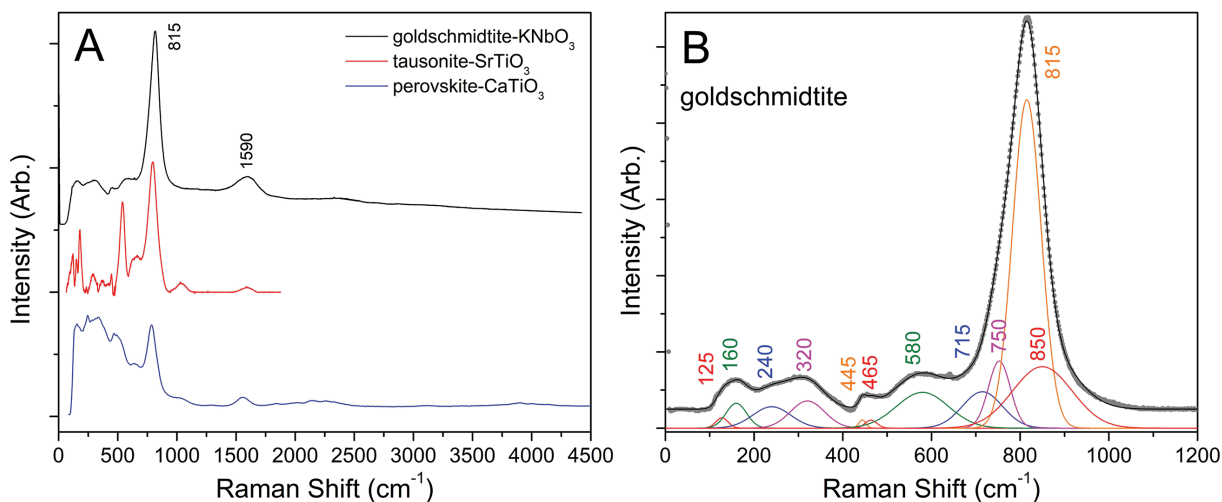 A
815
1590
goldschmidtite-KNbO₃
tausonite-SrTiO₃
perovskite-CaTiO₃
Intensity (Arb.)
0 500 1000 1500 2000 2500 3000 3500 4000 4500
Raman Shift (cm⁻¹)
B
goldschmidtite
815
125 160 240 320 445 465 580 715 750 850
Intensity (Arb.)
0 200 400 600 800 1000 1200
Raman Shift (cm⁻¹)